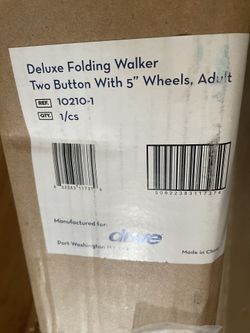 Deluxe Folding Walker
Two Button With 5” Wheels, Adult
REF. 10210-1
QTY. 1/cs
Manufactured for:
drive
Port Washington
Made in